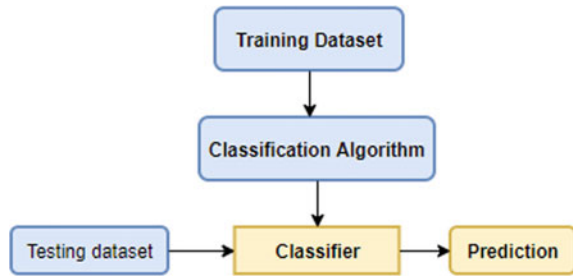 Training Dataset
Classification Algorithm
Testing dataset
Classifier
Prediction